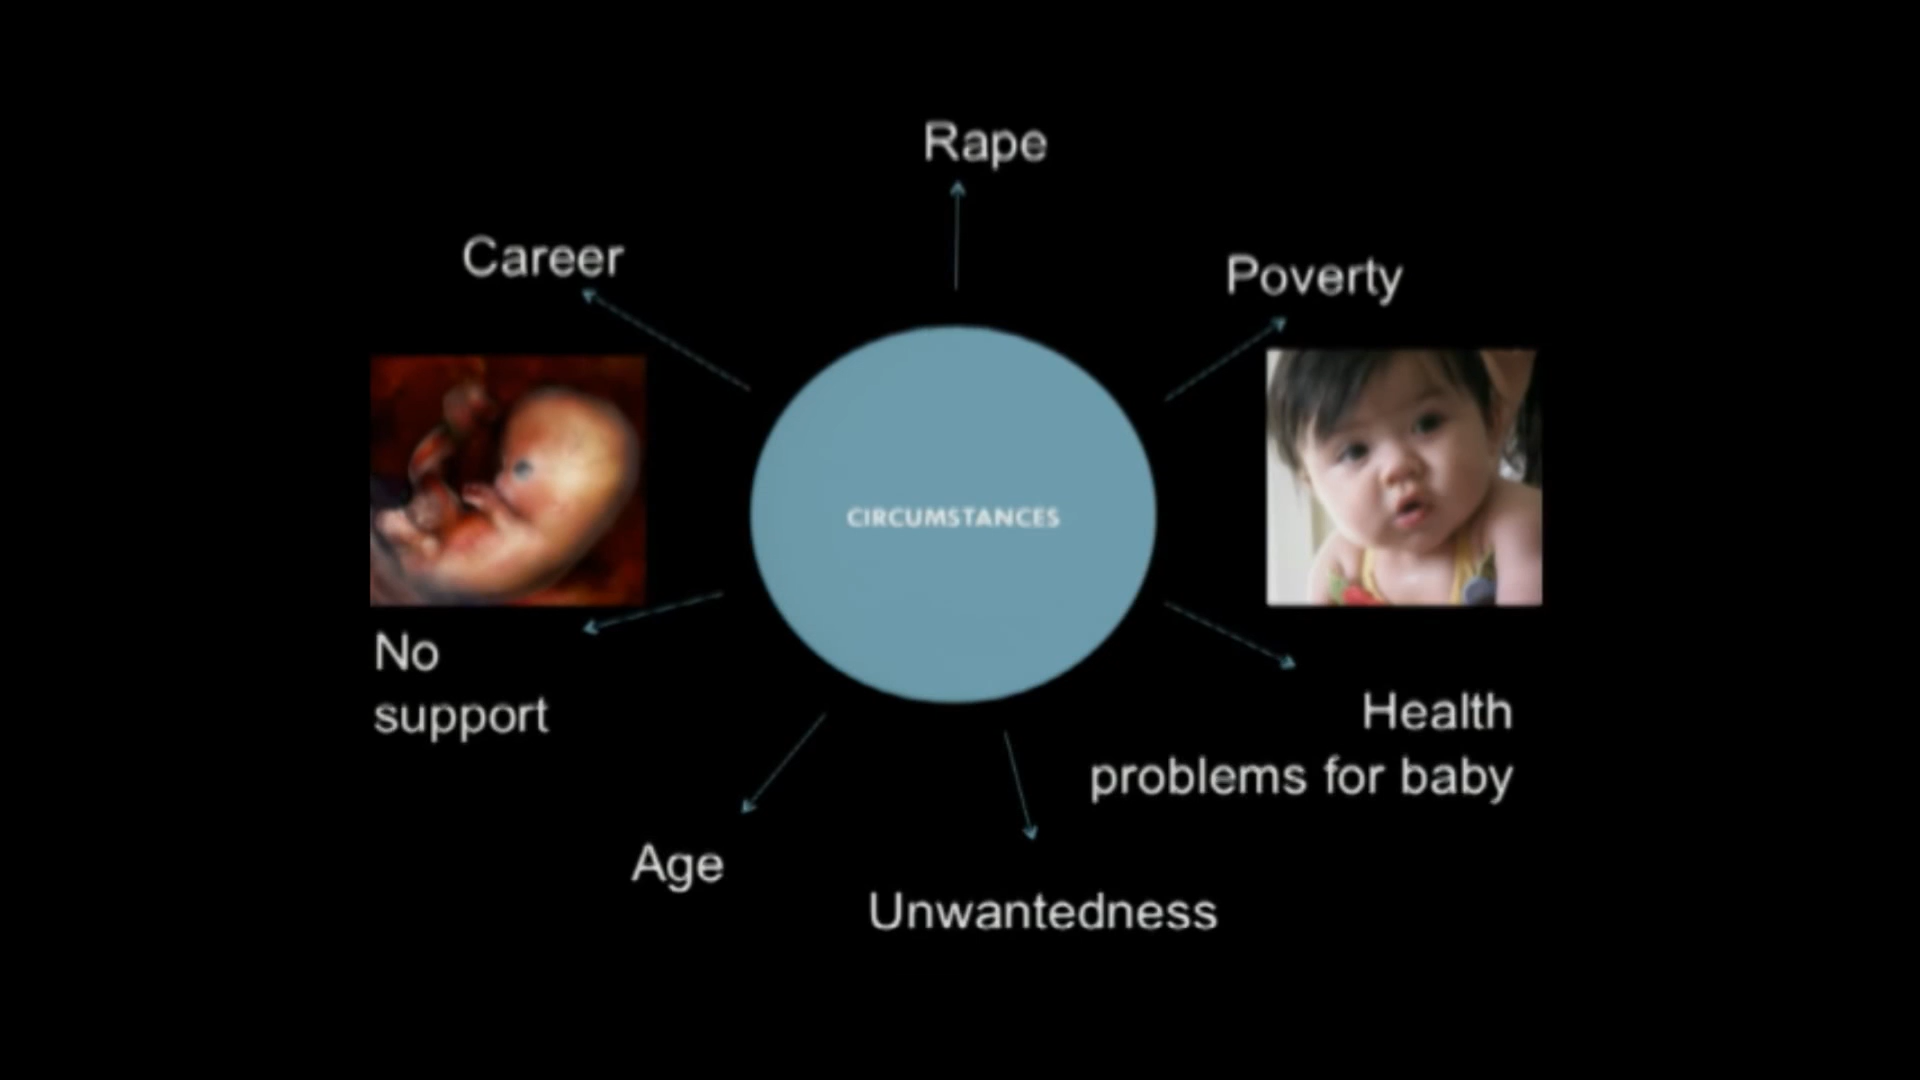 Rape
Career
Poverty
CIRCUMSTANCES
No
support
Health
problems for baby
Age
Unwantedness